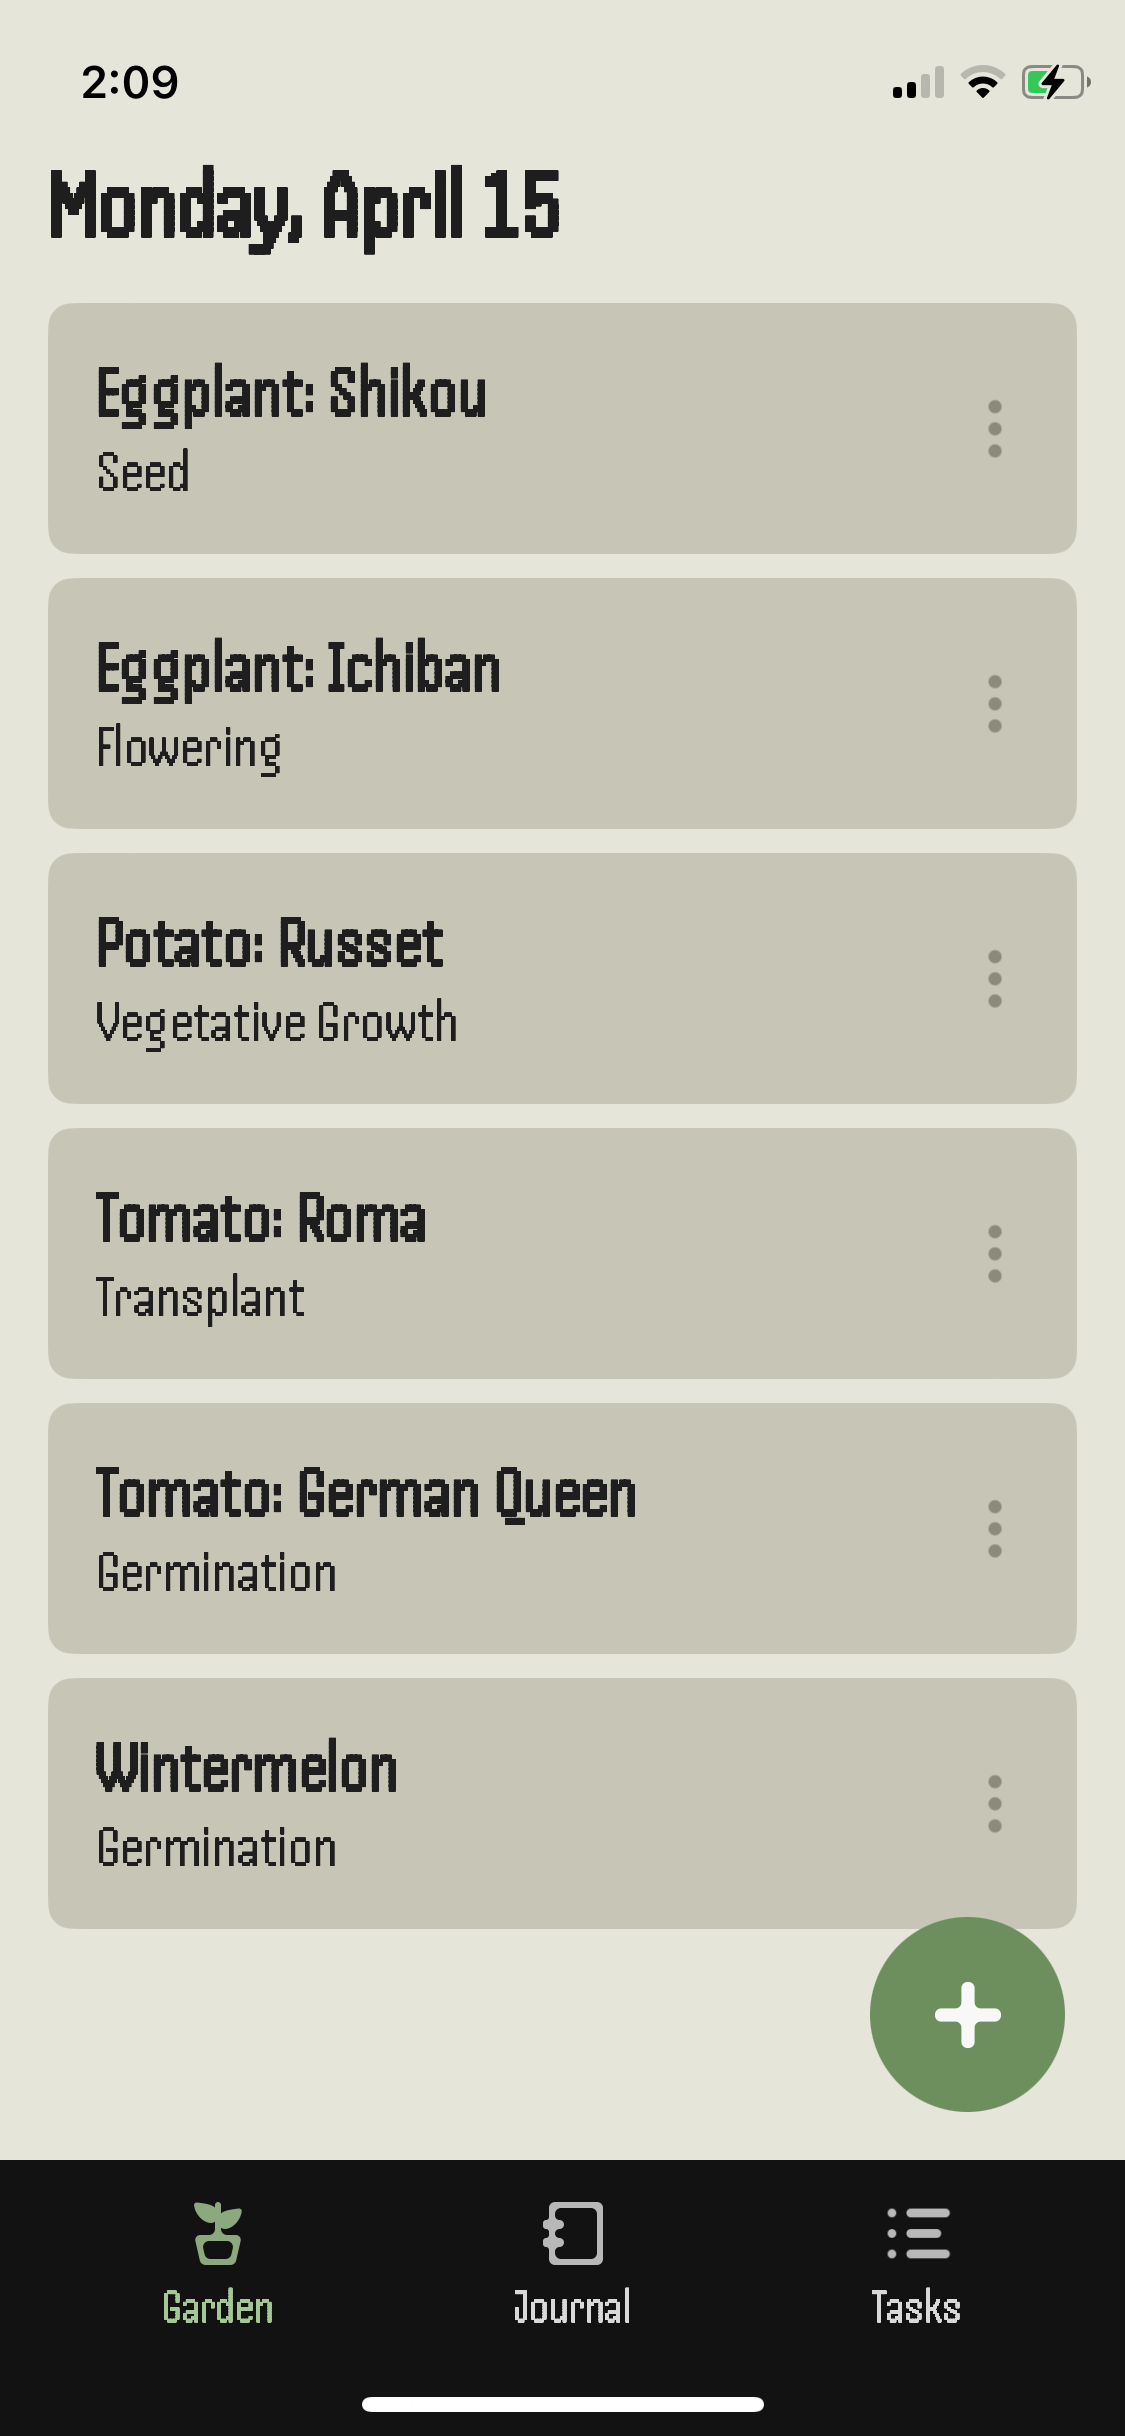 2:09
Monday, April 15
Eggplant: Shikou
Seed
Eggplant: Ichiban
Flowering
Potato: Russet
Vegetative Growth
Tomato: Roma
Transplant
Tomato: German Queen
Germination
Wintermelon
Germination
Garden
Journal
Tasks